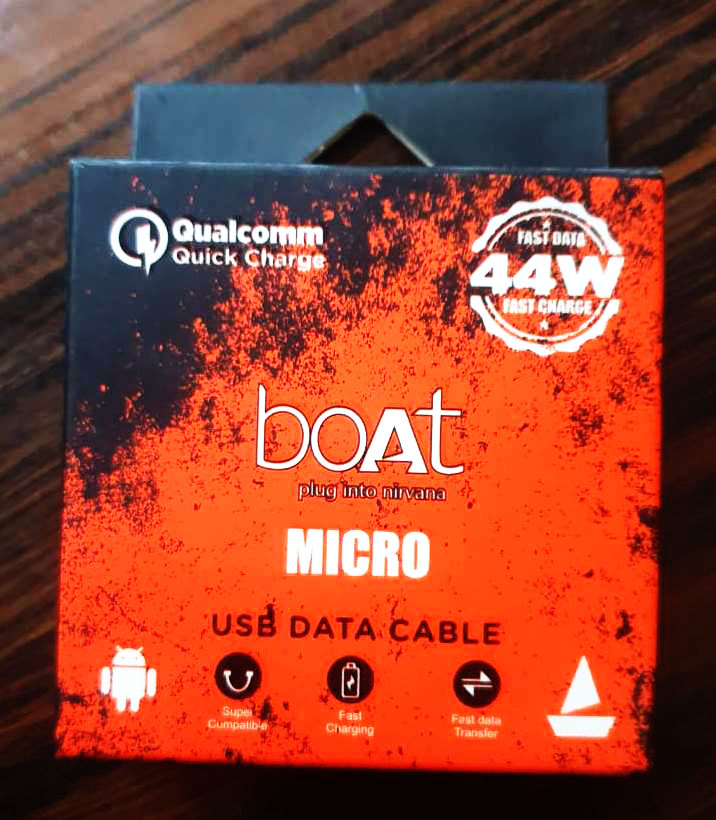 Qualcomm
Quick Charge
FAST DATA
44W
FAST CHARGE
boAt
plug into nirvana
MICRO
USB DATA CABLE
Super
Cumpatible
Fast
Charging
Fest data
Transfer